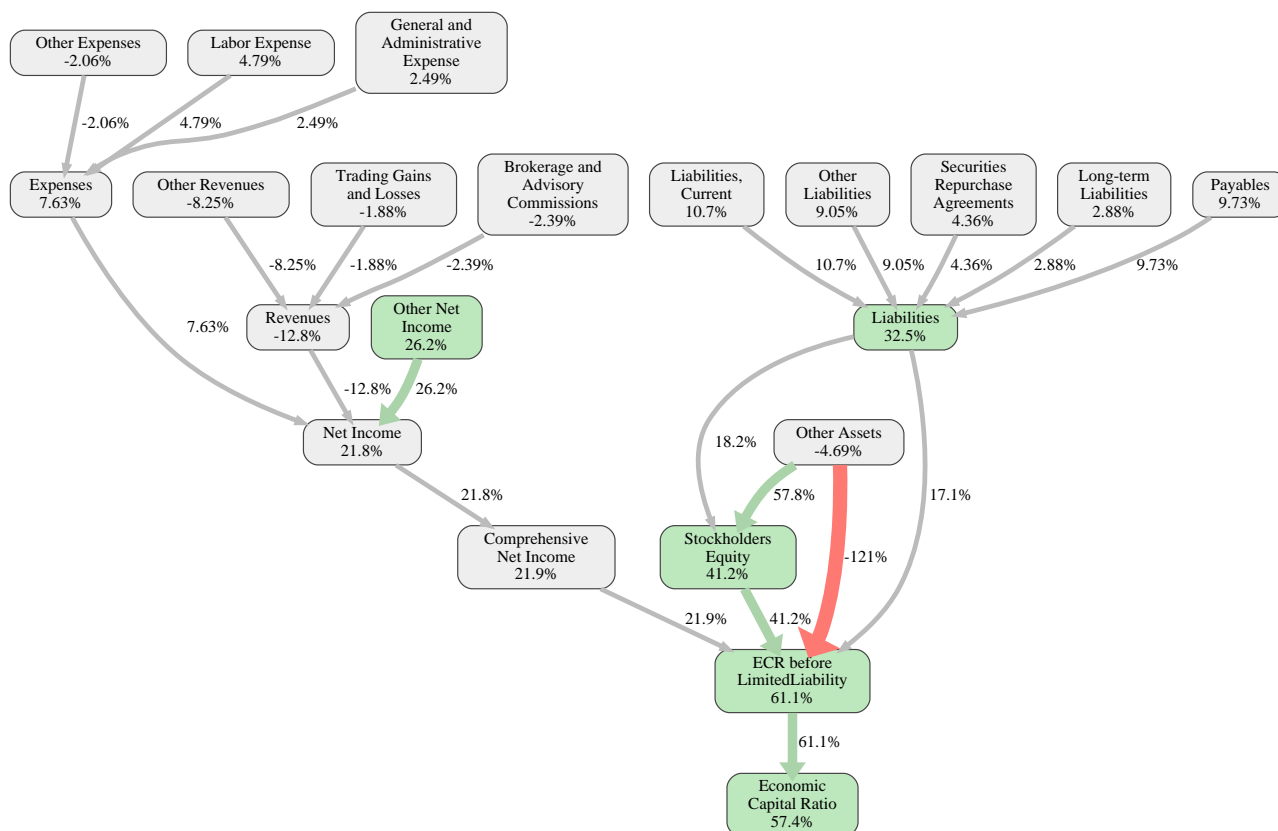 Other Expenses
-2.06%
Labor Expense
4.79%
General and
Administrative
Expense
2.49%
-2.06%
4.79%
2.49%
Expenses
7.63%
Other Revenues
-8.25%
Trading Gains
and Losses
-1.88%
Brokerage and
Advisory
Commissions
-2.39%
Liabilities,
Current
10.7%
Other
Liabilities
9.05%
Securities
Repurchase
Agreements
4.36%
Long-term
Liabilities
2.88%
Payables
9.73%
-8.25%
-1.88%
-2.39%
10.7%
9.05%
4.36%
2.88%
9.73%
7.63%
Revenues
-12.8%
Other Net
Income
26.2%
Liabilities
32.5%
-12.8%
26.2%
Net Income
21.8%
18.2%
Other Assets
-4.69%
17.1%
21.8%
57.8%
Comprehensive
Net Income
21.9%
Stockholders
Equity
41.2%
-121%
21.9%
41.2%
ECR before
LimitedLiability
61.1%
61.1%
Economic
Capital Ratio
57.4%